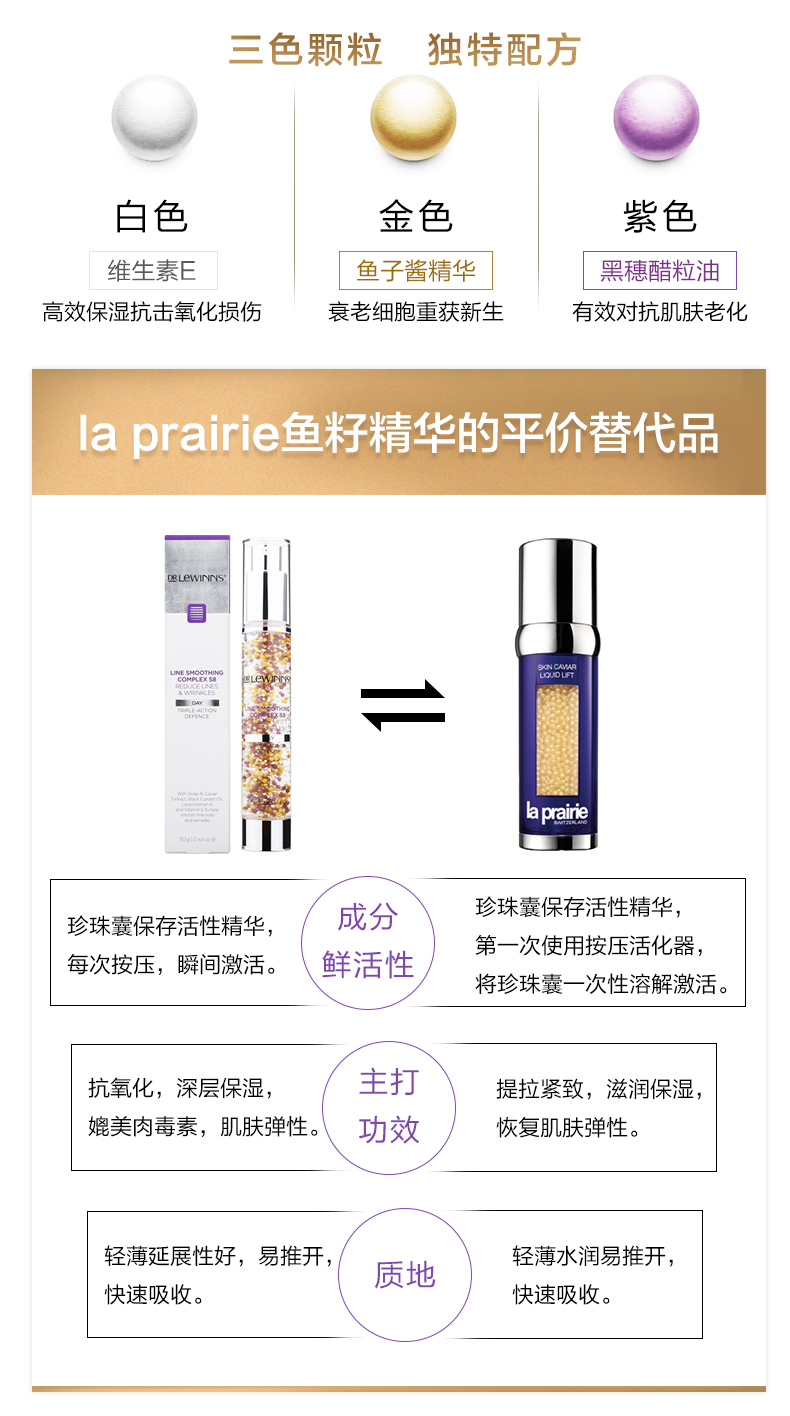 三色颗粒 独特配方
白色
金色
紫色
维生素E
鱼子酱精华
黑穗醋粒油
高效保湿抗击氧化损伤
衰老细胞重获新生
有效对抗肌肤老化
la prairie鱼籽精华的平价替代品
DR.LEWINN'S
LINE SMOOTHING
COMPLEX S8
REDUCE LINES
& WRINKLES
DAY
TRIPLE-ACTION
DEFENCE
DR.LEWINN'S
LINE SMOOTHING
COMPLEX S8
SKIN CAVIAR
LIQUID LIFT
la prairie
SWITZERLAND
珍珠囊保存活性精华，
每次按压，瞬间激活。
成分
鲜活性
珍珠囊保存活性精华，
第一次使用按压活化器，
将珍珠囊一次性溶解激活。
抗氧化，深层保湿，
媲美肉毒素，肌肤弹性。
主打
功效
提拉紧致，滋润保湿，
恢复肌肤弹性。
轻薄延展性好，易推开，
快速吸收。
质地
轻薄水润易推开，
快速吸收。